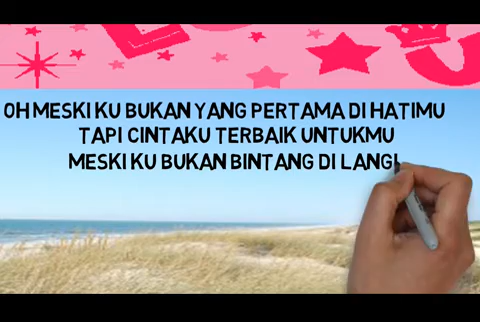 OH MESKI KU BUKAN YANG PERTAMA DI HATIMU
TAPI CINTAKU TERBAIK UNTUKMU
MESKI KU BUKAN BINTANG DI LANGI